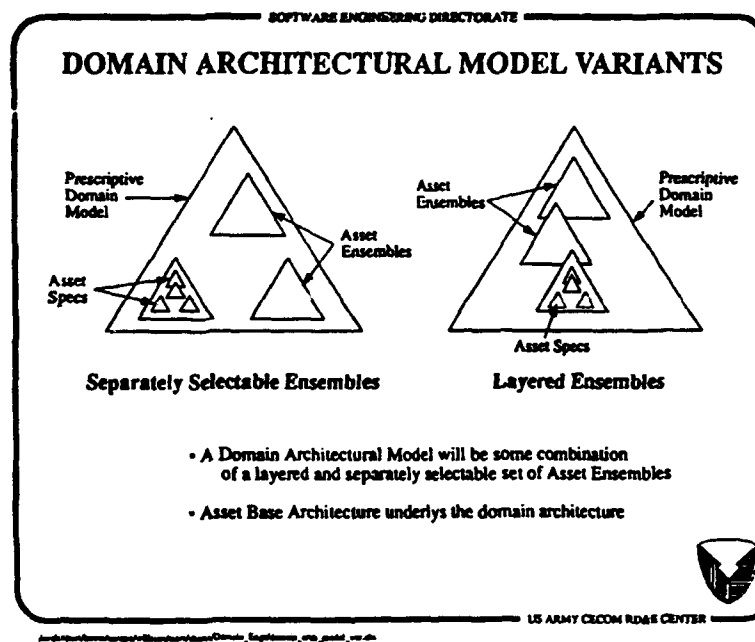 SOFTWARE ENGINEERING DIRECTORATE
DOMAIN ARCHITECTURAL MODEL VARIANTS
Prescriptive
Domain
Model
Asset
Ensembles
Asset
Specs
Separately Selectable Ensembles
Asset
Ensembles
Prescriptive
Domain
Model
Asset Specs
Layered Ensembles
• A Domain Architectural Model will be some combination
of a layered and separately selectable set of Asset Ensembles
• Asset Base Architecture underlys the domain architecture
US ARMY CECOM RD&E CENTER